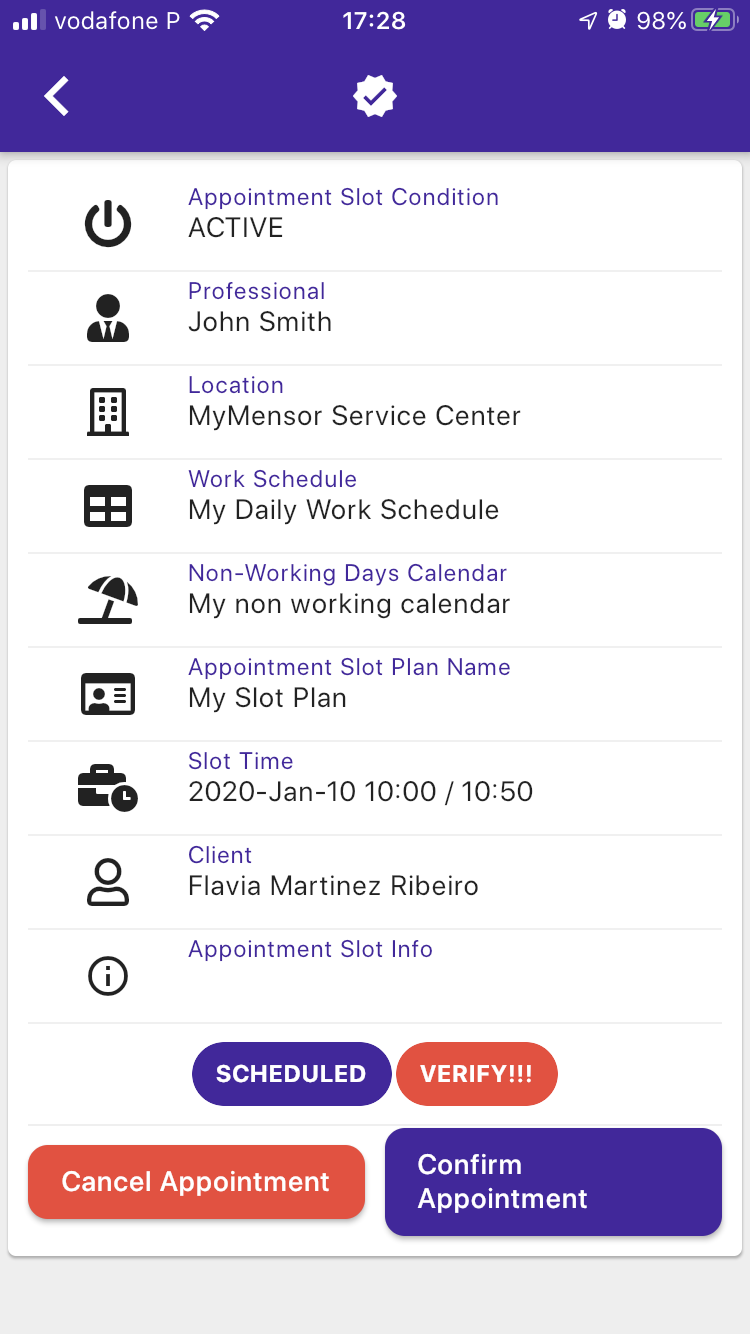 vodafone P 17:28 98%
Appointment Slot Condition
ACTIVE
Professional
John Smith
Location
MyMensor Service Center
Work Schedule
My Daily Work Schedule
Non-Working Days Calendar
My non working calendar
Appointment Slot Plan Name
My Slot Plan
Slot Time
2020-Jan-10 10:00 / 10:50
Client
Flavia Martinez Ribeiro
Appointment Slot Info
SCHEDULED VERIFY!!!
Cancel Appointment
Confirm
Appointment